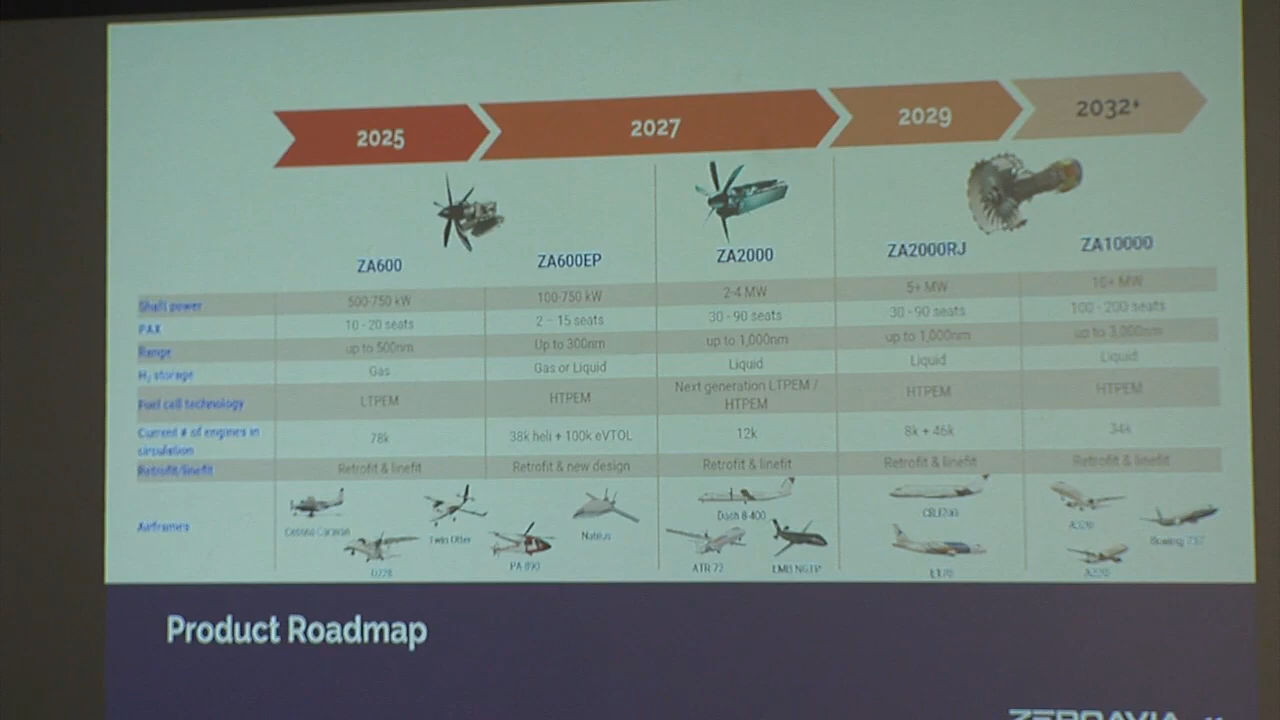 2025 2027 2029 2032+
ZA600 ZA600EP ZA2000 ZA2000RJ ZA10000
Shaft power 500-750 kW 100-750 kW 2-4 MW 5+ MW 10+ MW
PAX 10 - 20 seats 2 – 15 seats 30 - 90 seats 30 - 90 seats 100 - 200 seats
Range up to 500nm Up to 300nm up to 1,000nm up to 1,000nm up to 3,000nm
H₂ storage Gas Gas or Liquid Liquid Liquid Liquid
Fuel cell technology LTPEM HTPEM Next generation LTPEM /
HTPEM HTPEM HTPEM
Current # of engines in
circulation 78k 38k heli + 100k eVTOL 12k 8k + 46k 34k
Retrofit/linefit Retrofit & linefit Retrofit & new design Retrofit & linefit Retrofit & linefit Retrofit & linefit
Airframes
Cessna Caravan Twin Otter Natilus Dash 8-400 A320 Boeing 737
PA-890 ATR 72 EMB NGTP
Product Roadmap
ZEROAVIA